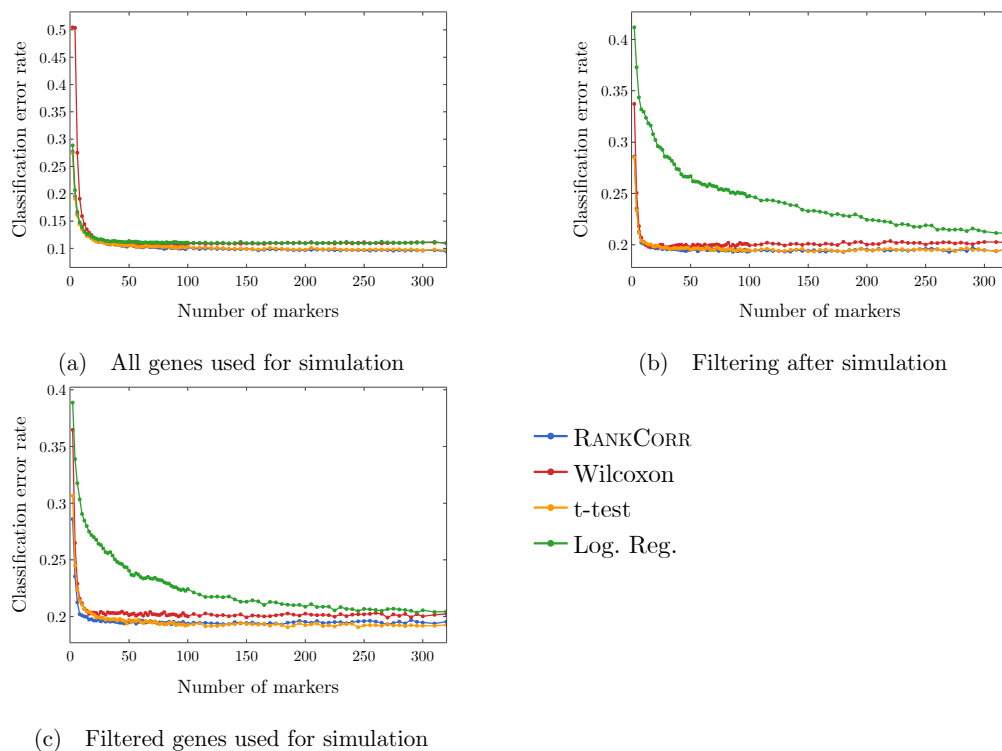 0.5
0.45
0.4
0.35
0.3
0.25
0.2
0.15
0.1
Classification error rate
0 50 100 150 200 250 300
Number of markers
(a) All genes used for simulation
0.4
0.35
0.3
0.25
0.2
Classification error rate
0 50 100 150 200 250 300
Number of markers
(b) Filtering after simulation
0.4
0.35
0.3
0.25
0.2
Classification error rate
0 50 100 150 200 250 300
Number of markers
(c) Filtered genes used for simulation
RANKCORR
Wilcoxon
t-test
Log. Reg.